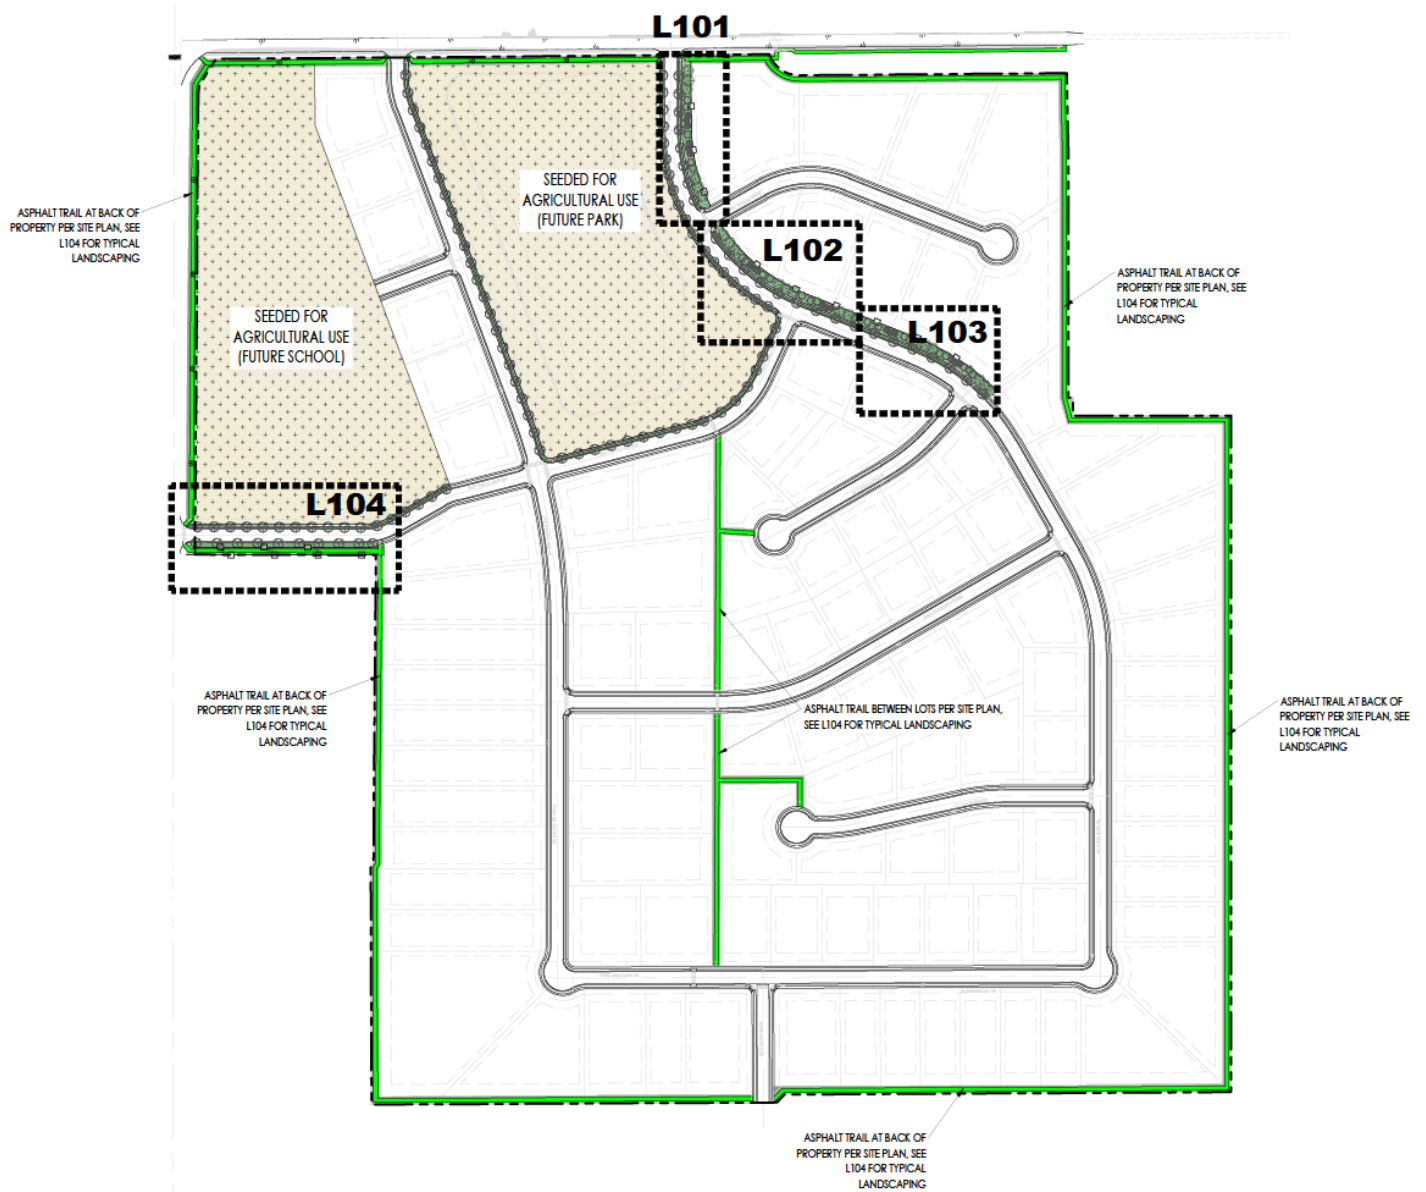 L101
SEEDED FOR
AGRICULTURAL USE
(FUTURE PARK)
ASPHALT TRAIL AT BACK OF
PROPERTY PER SITE PLAN, SEE
L104 FOR TYPICAL
LANDSCAPING
L102
ASPHALT TRAIL AT BACK OF
PROPERTY PER SITE PLAN, SEE
L104 FOR TYPICAL
LANDSCAPING
SEEDED FOR
AGRICULTURAL USE
(FUTURE SCHOOL)
L103
L104
ASPHALT TRAIL AT BACK OF
PROPERTY PER SITE PLAN, SEE
L104 FOR TYPICAL
LANDSCAPING
ASPHALT TRAIL BETWEEN LOTS PER SITE PLAN,
SEE L104 FOR TYPICAL LANDSCAPING
ASPHALT TRAIL AT BACK OF
PROPERTY PER SITE PLAN, SEE
L104 FOR TYPICAL
LANDSCAPING
ASPHALT TRAIL AT BACK OF
PROPERTY PER SITE PLAN, SEE
L104 FOR TYPICAL
LANDSCAPING